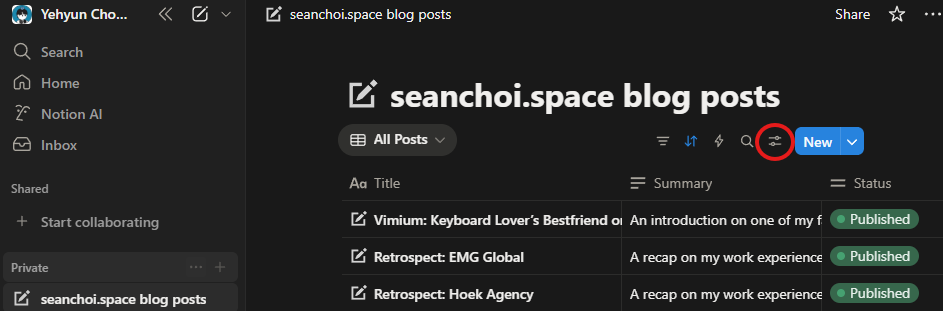 Yehyun Cho...
seanchoi.space blog posts
Share
Search
Home
Notion AI
Inbox
Shared
Start collaborating
Private
seanchoi.space blog posts
seanchoi.space blog posts
All Posts
New
Aa Title
Summary
Status
Vimium: Keyboard Lover's Bestfriend o
An introduction on one of my f
Published
Retrospect: EMG Global
A recap on my work experience
Published
Retrospect: Hoek Agency
A recap on my work experience
Published